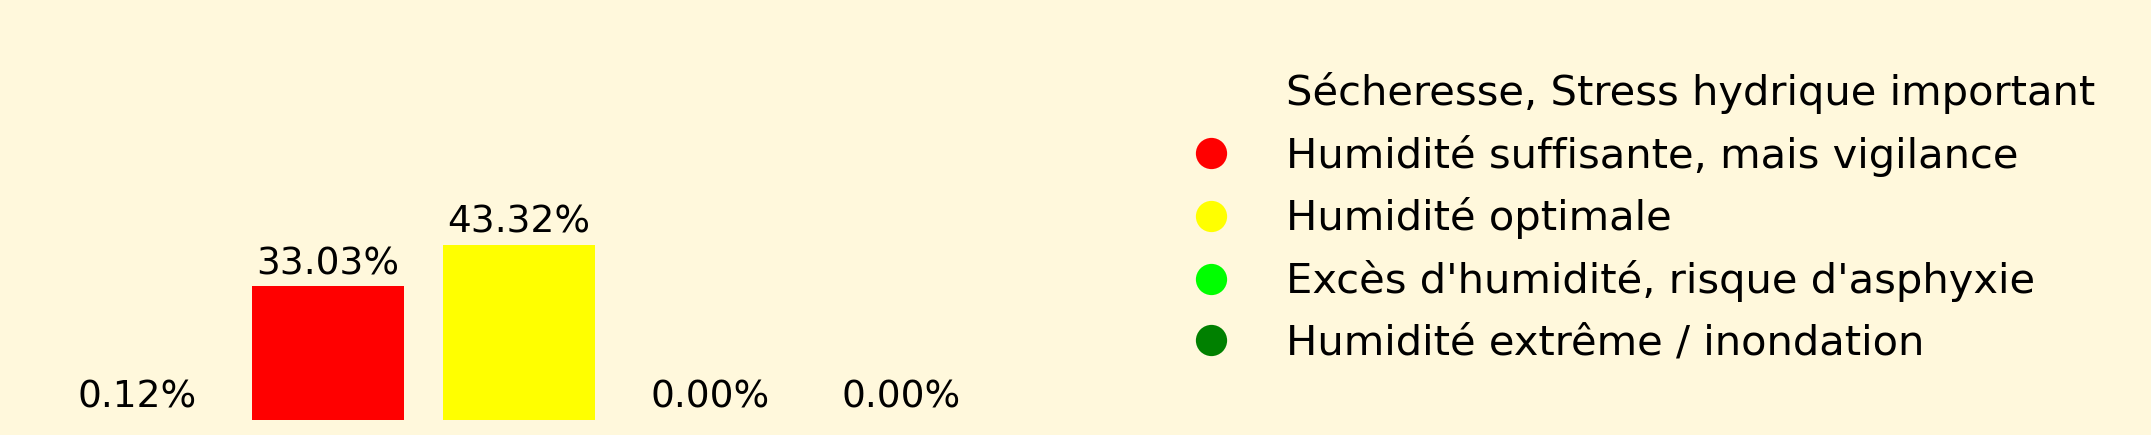 Sécheresse, Stress hydrique important
Humidité suffisante, mais vigilance
Humidité optimale
Excès d'humidité, risque d'asphyxie
Humidité extrême / inondation
43.32%
33.03%
0.12%
0.00%
0.00%